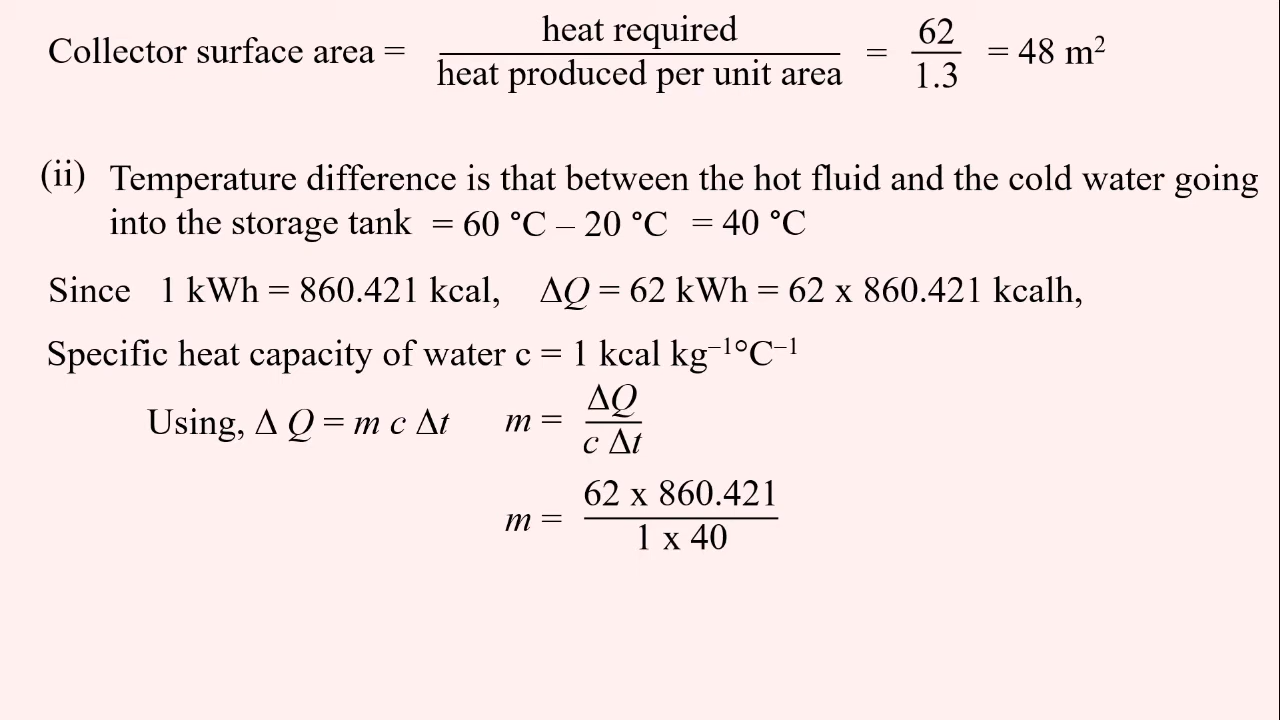 Collector surface area = heat required / heat produced per unit area = 62 / 1.3 = 48 m²
(ii) Temperature difference is that between the hot fluid and the cold water going
into the storage tank = 60 °C – 20 °C = 40 °C
Since 1 kWh = 860.421 kcal, ΔQ = 62 kWh = 62 x 860.421 kcalh,
Specific heat capacity of water c = 1 kcal kg⁻¹°C⁻¹
Using, Δ Q = m c Δt m = ΔQ / c Δt
m = 62 x 860.421 / 1 x 40